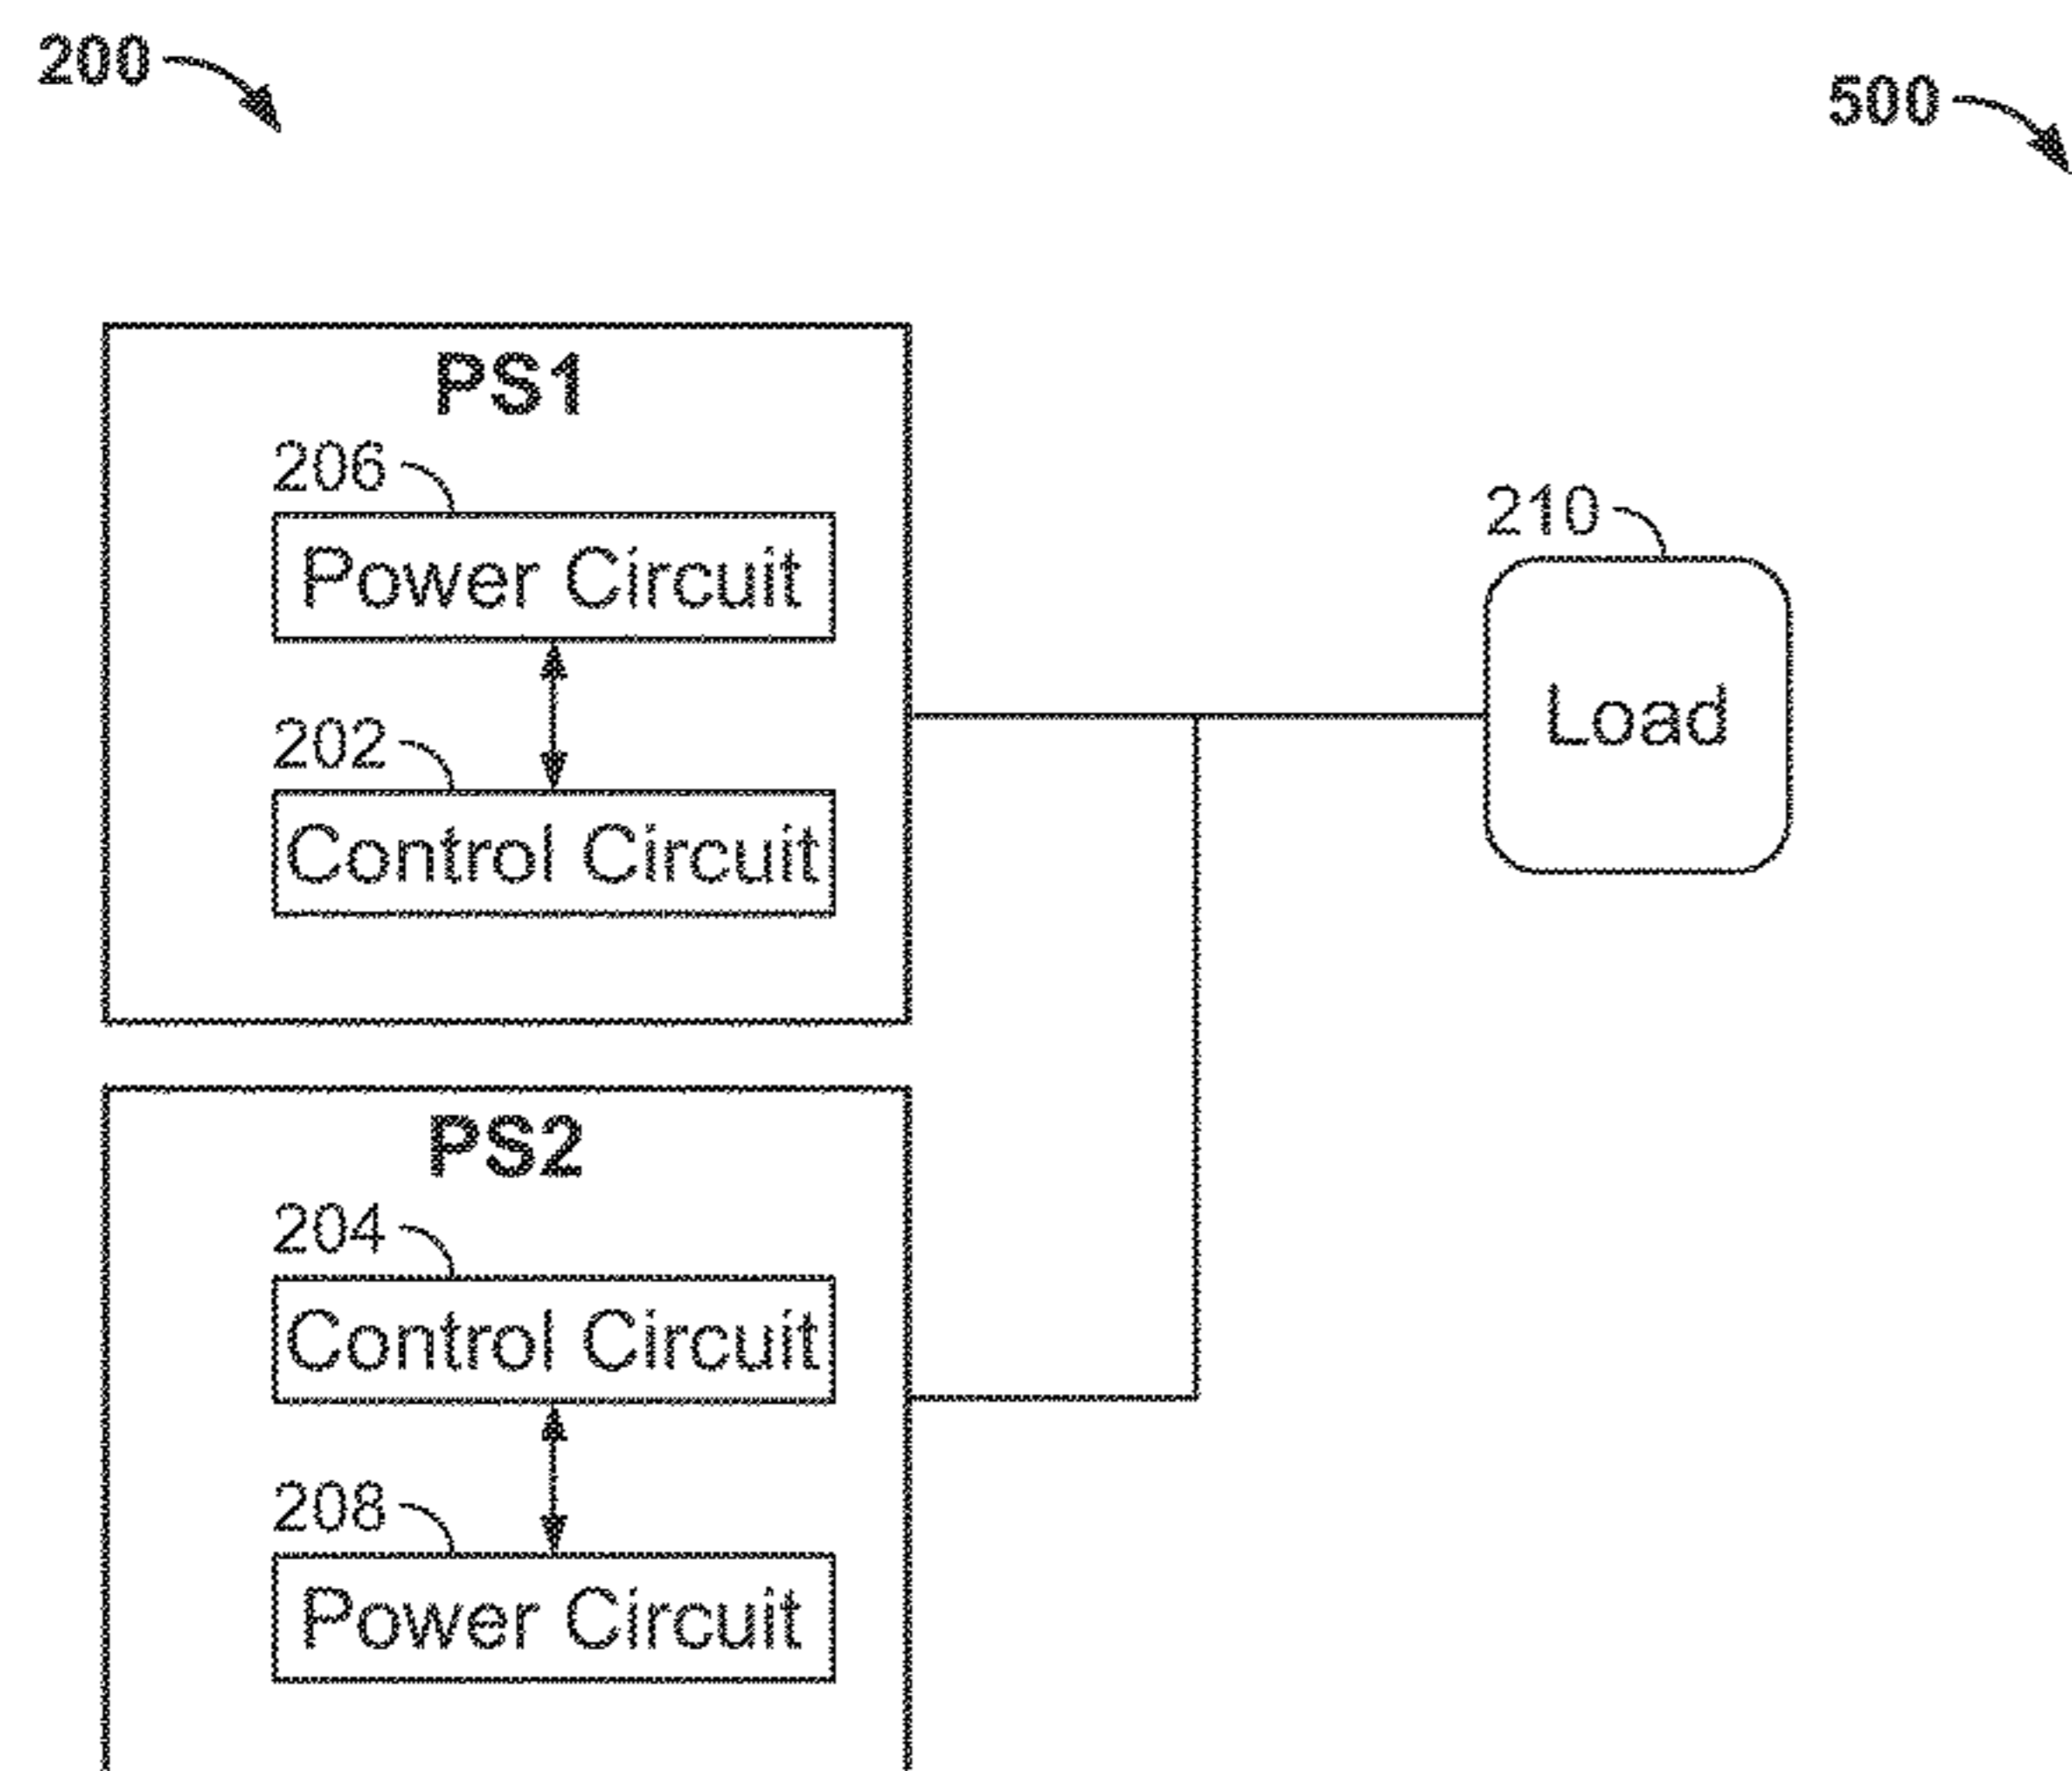 200
500
PS1
206
Power Circuit
202
Control Circuit
210
Load
PS2
204
Control Circuit
208
Power Circuit